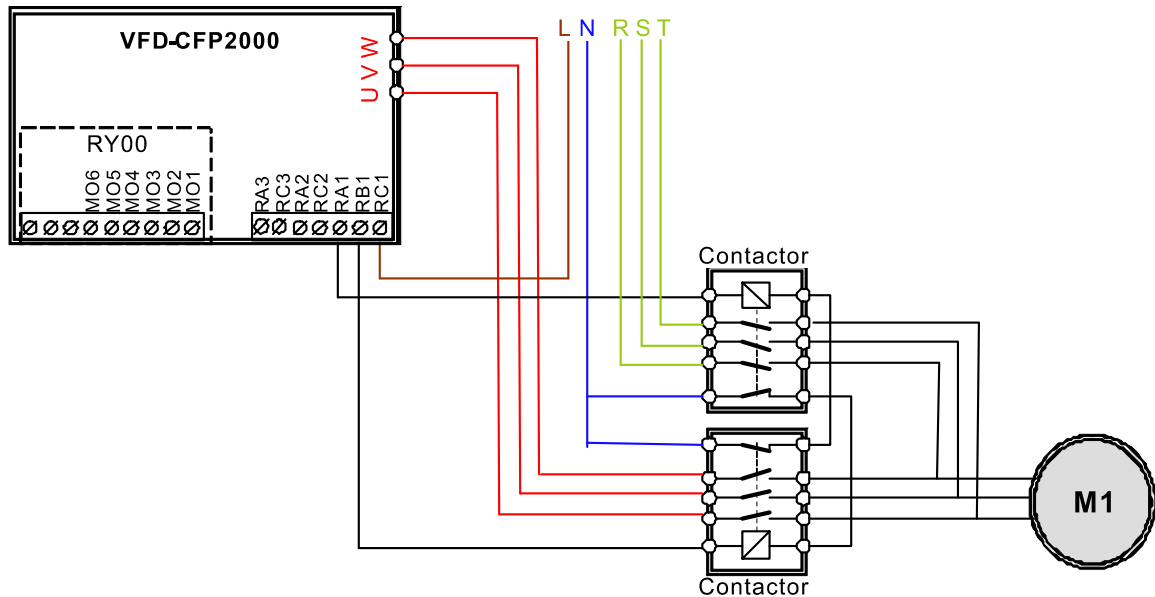 VFD-CFP2000
U V W
L N R S T
RY00
MO6
MO5
MO4
MO3
MO2
MO1
RA3
RC3
RA2
RC2
RA1
RB1
RC1
Contactor
M1
Contactor